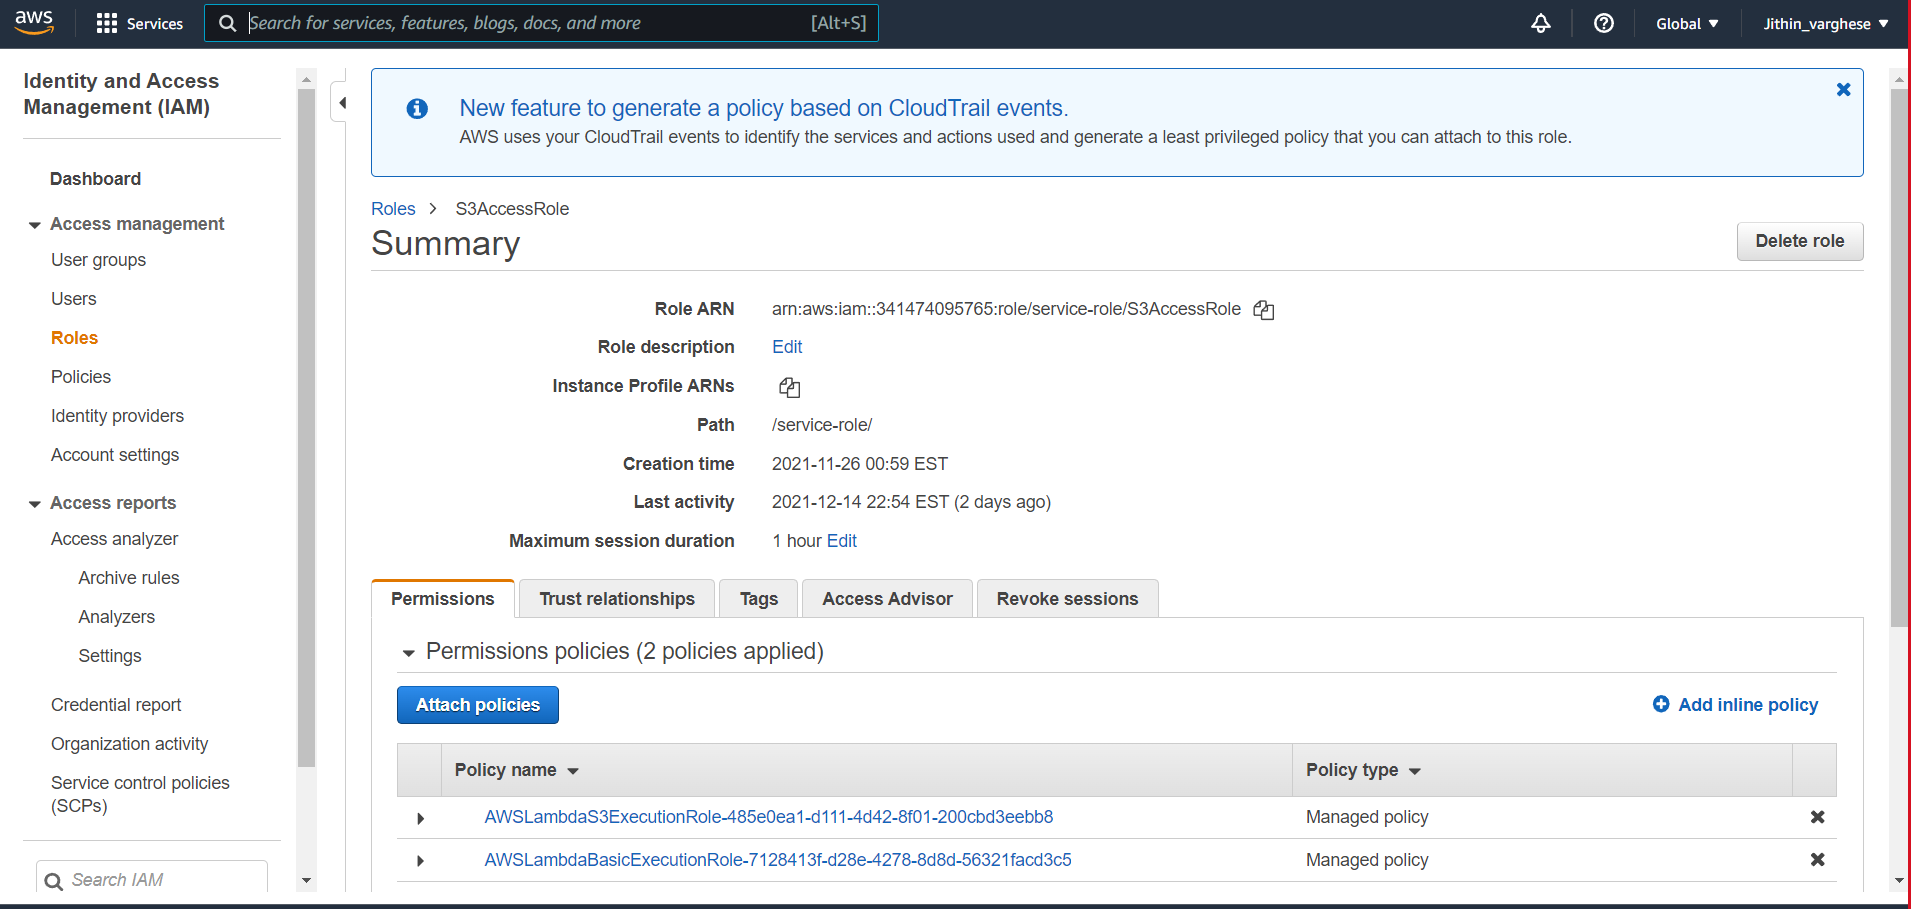 aws
Services
Search for services, features, blogs, docs, and more
[Alt+S]
Global
Jithin_varghese
Identity and Access
Management (IAM)
Dashboard
Access management
User groups
Users
Roles
Policies
Identity providers
Account settings
Access reports
Access analyzer
Archive rules
Analyzers
Settings
Credential report
Organization activity
Service control policies
(SCPs)
Search IAM
New feature to generate a policy based on CloudTrail events.
AWS uses your CloudTrail events to identify the services and actions used and generate a least privileged policy that you can attach to this role.
Roles > S3AccessRole
Summary
Delete role
Role ARN arn:aws:iam::341474095765:role/service-role/S3AccessRole
Role description Edit
Instance Profile ARNs
Path /service-role/
Creation time 2021-11-26 00:59 EST
Last activity 2021-12-14 22:54 EST (2 days ago)
Maximum session duration 1 hour Edit
Permissions
Trust relationships
Tags
Access Advisor
Revoke sessions
Permissions policies (2 policies applied)
Attach policies
Add inline policy
Policy name
Policy type
AWSLambdaS3ExecutionRole-485e0ea1-d111-4d42-8f01-200cbd3eebb8 Managed policy
AWSLambdaBasicExecutionRole-7128413f-d28e-4278-8d8d-56321facd3c5 Managed policy